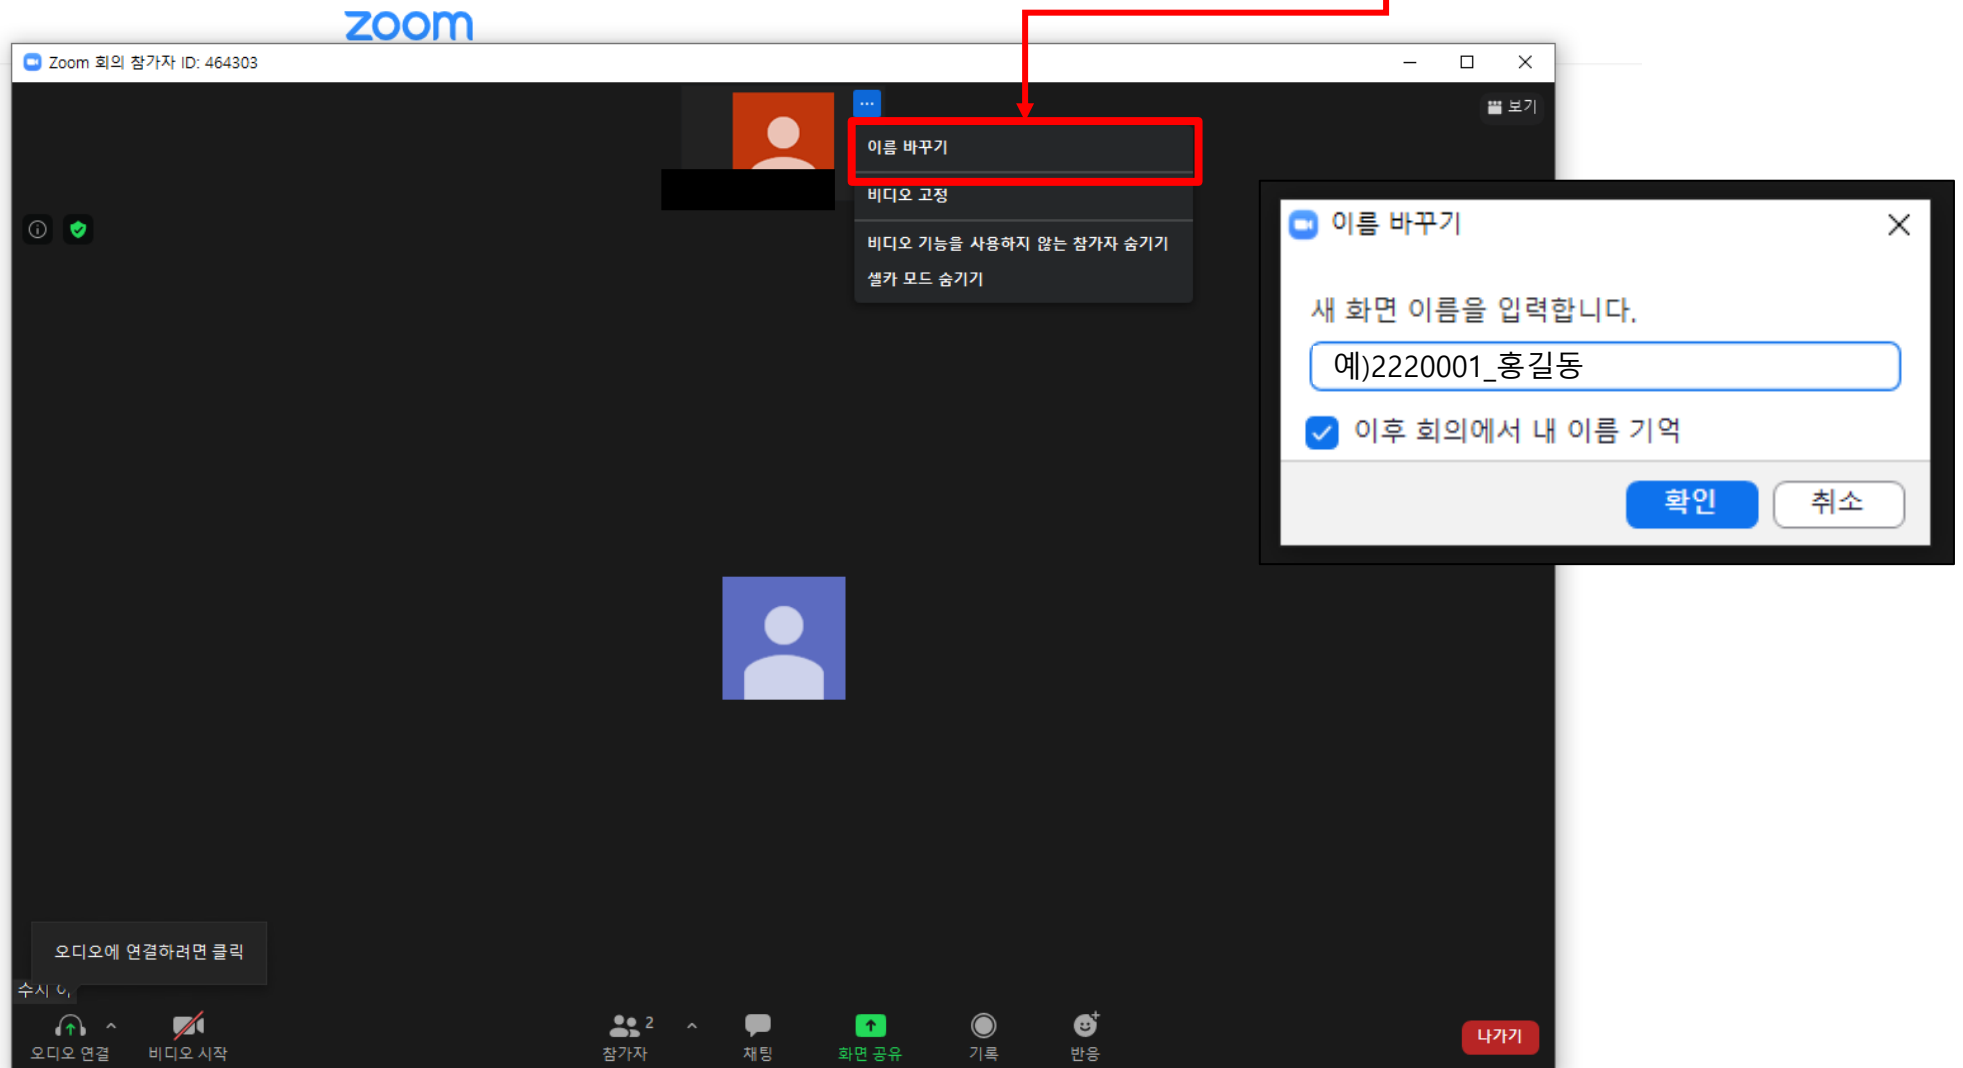 zoom
Zoom 회의 참가자 ID: 464303
보기
이름 바꾸기
비디오 고정
비디오 기능을 사용하지 않는 참가자 숨기기
셀카 모드 숨기기
이름 바꾸기
새 화면 이름을 입력합니다.
예)2220001_홍길동
이후 회의에서 내 이름 기억
확인
취소
오디오에 연결하려면 클릭
오디오 연결
비디오 시작
2
참가자
채팅
화면 공유
기록
반응
나가기